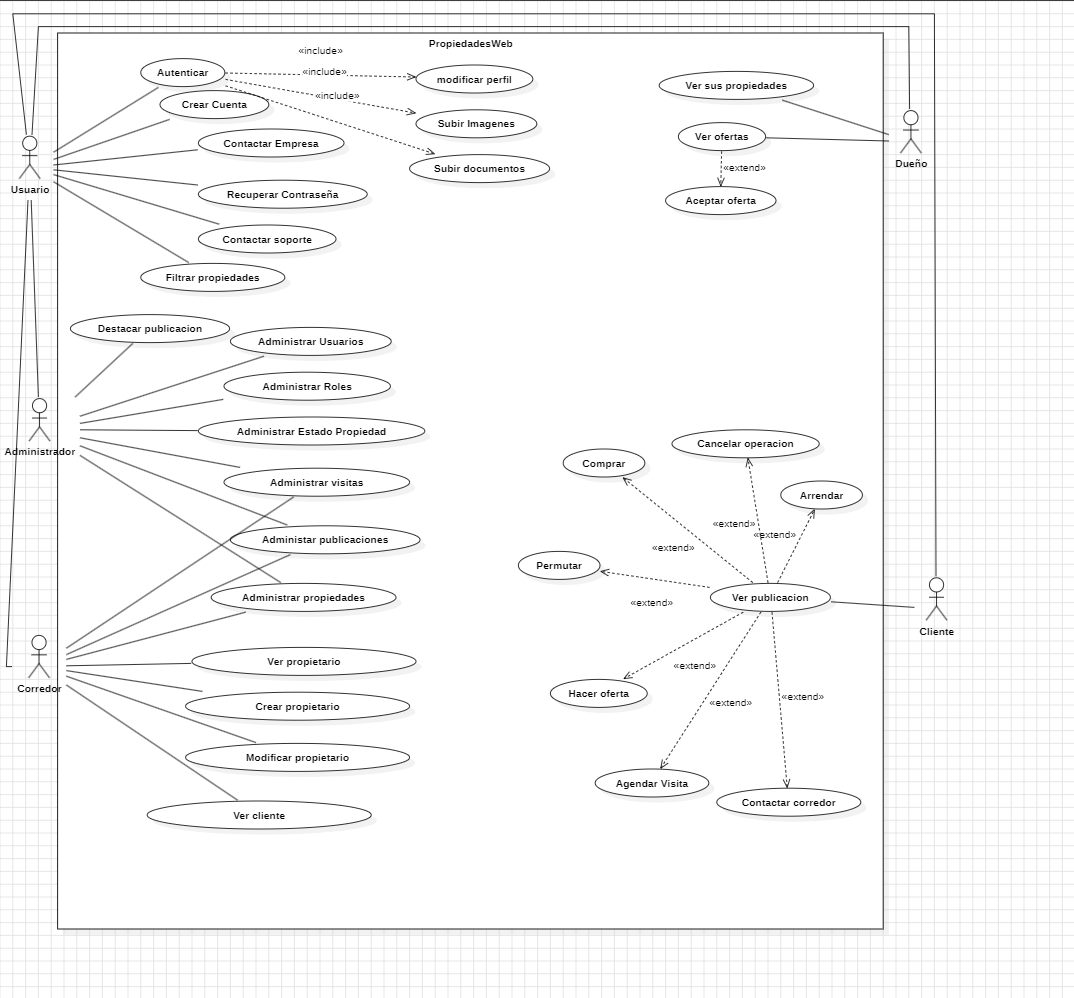 PropiedadesWeb
«include»
Autenticar
«include»
modificar perfil
Ver sus propiedades
Crear Cuenta
«include»
Subir Imagenes
Ver ofertas
Dueño
Contactar Empresa
Subir documentos
«extend»
Usuario
Recuperar Contraseña
Aceptar oferta
Contactar soporte
Filtrar propiedades
Destacar publicacion
Administrar Usuarios
Administrar Roles
Administrar Estado Propiedad
Administrador
Cancelar operacion
Comprar
Administrar visitas
Arrendar
«extend»
«extend»
Administar publicaciones
«extend»
Permutar
Administrar propiedades
Ver publicacion
«extend»
Cliente
Ver propietario
«extend»
Corredor
Hacer oferta
«extend»
«extend»
Crear propietario
Modificar propietario
Agendar Visita
Contactar corredor
Ver cliente